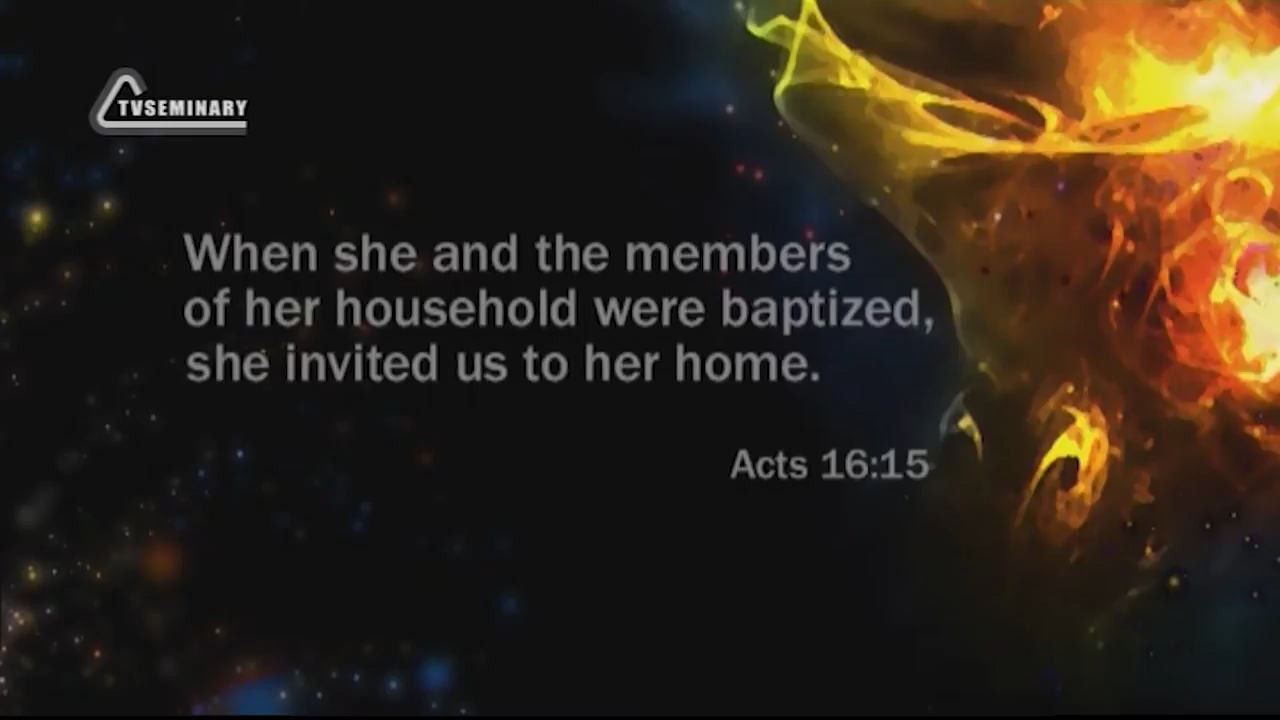 TVSEMINARY
When she and the members
of her household were baptized,
she invited us to her home.
Acts 16:15